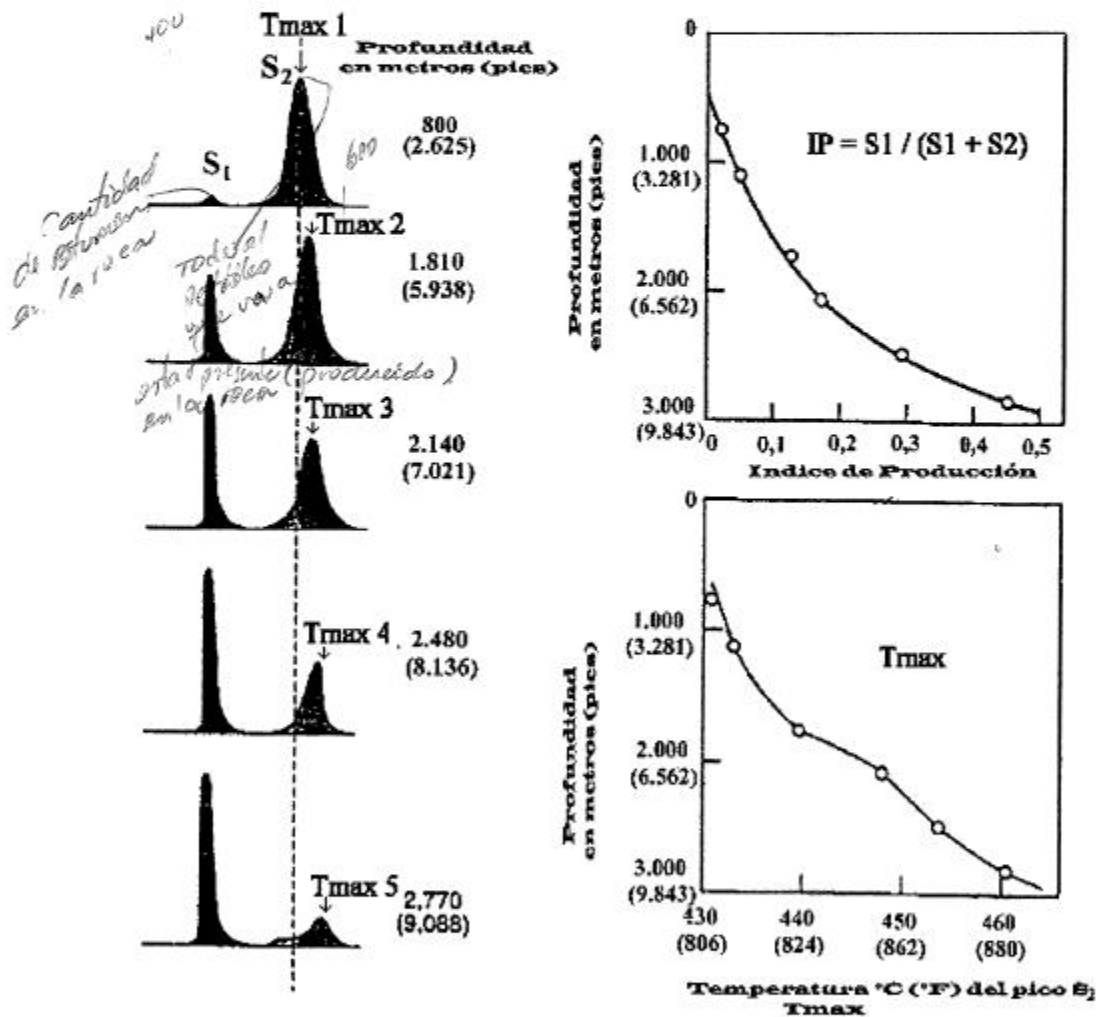 400
Tmax 1
Profundidad
en metros (pies)
S2
800
(2.625)
600
S1
Cantidad
de Bitumen
en la roca
Tmax 2
1.810
(5.938)
Todo el
petróleo
que va a
estar presente (producido)
en la roca
Tmax 3
2.140
(7.021)
Tmax 4
2.480
(8.136)
Tmax 5
2,770
(9,088)
0
IP = S1 / (S1 + S2)
1.000
(3.281)
2.000
(6.562)
3.000
(9.843)
Profundidad
en metros (pies)
0 0,1 0,2 0,3 0,4 0,5
Indice de Producción
0
1.000
(3.281)
Tmax
2.000
(6.562)
3.000
(9.843)
Profundidad
en metros (pies)
430 440 450 460
(806) (824) (862) (880)
Temperatura °C (°F) del pico S2
Tmax